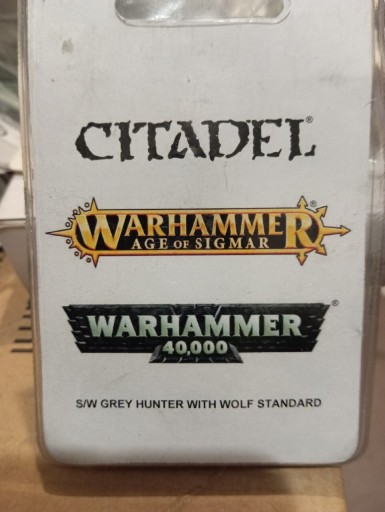 CITADEL®
WARHAMMER®
AGE OF SIGMAR
WARHAMMER®
40,000
S/W GREY HUNTER WITH WOLF STANDARD